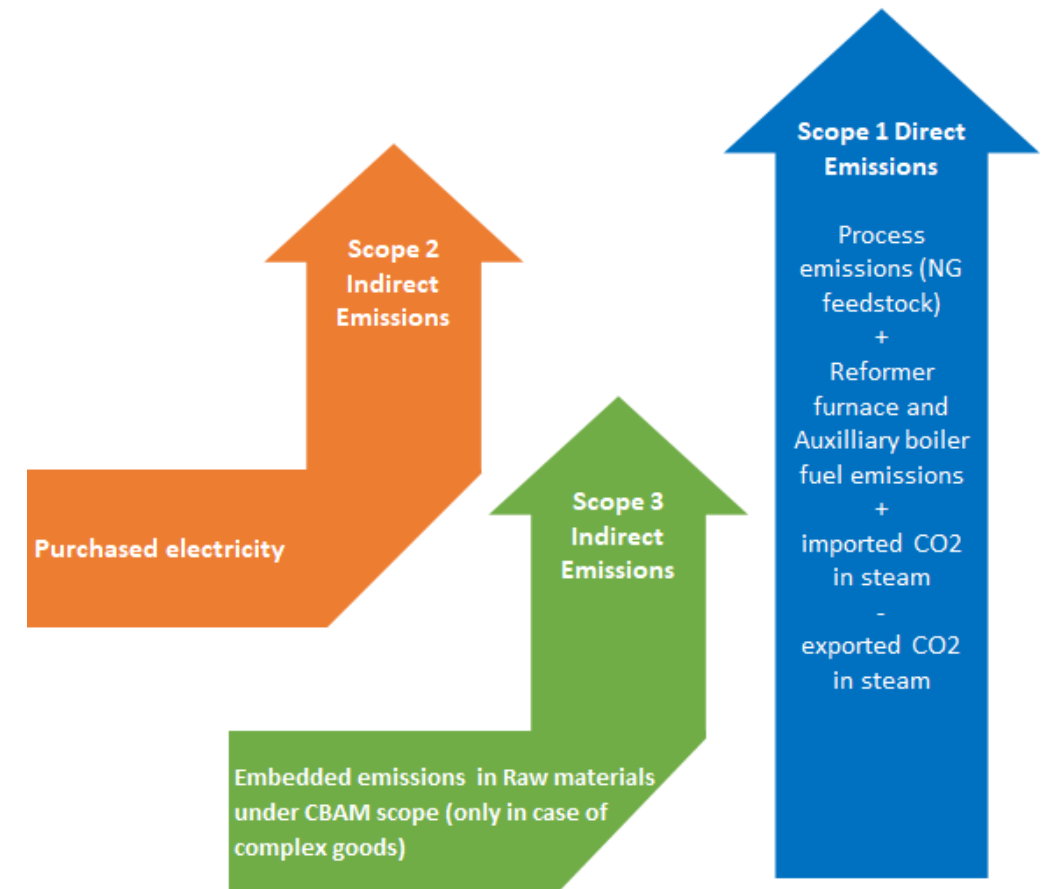 Scope 1 Direct
Emissions
Process
emissions (NG
feedstock)
+
Reformer
furnace and
Auxilliary boiler
fuel emissions
+
imported CO2
in steam
-
exported CO2
in steam
Scope 2
Indirect
Emissions
Purchased electricity
Scope 3
Indirect
Emissions
Embedded emissions in Raw materials
under CBAM scope (only in case of
complex goods)